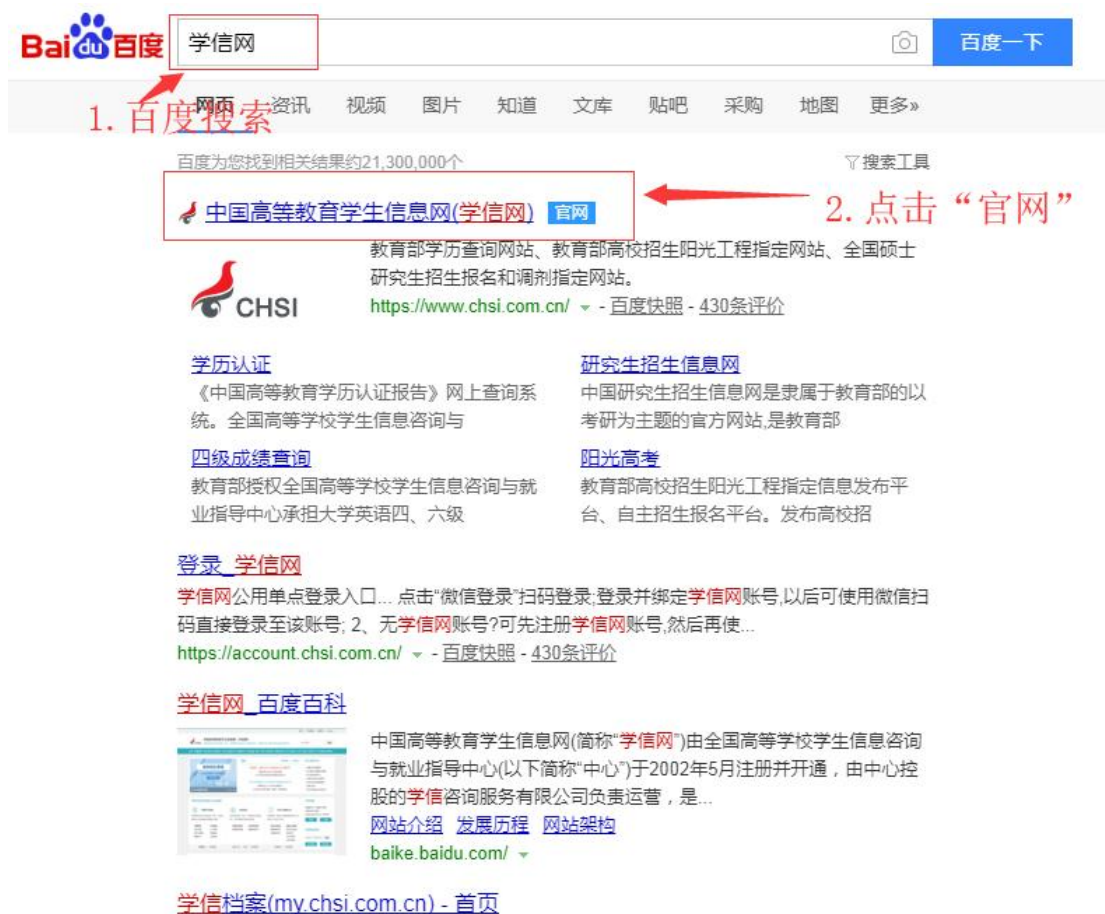 Bai du 百度 学信网 百度一下
网页 资讯 视频 图片 知道 文库 贴吧 采购 地图 更多»
1. 百度搜索
百度为您找到相关结果约21,300,000个 搜索工具
中国高等教育学生信息网(学信网) 官网
2. 点击“官网”
教育部学历查询网站、教育部高校招生阳光工程指定网站、全国硕士
研究生招生报名和调剂指定网站。
CHSI
https://www.chsi.com.cn/ - 百度快照 - 430条评价
学历认证
《中国高等教育学历认证报告》网上查询系
统。全国高等学校学生信息咨询与
研究生招生信息网
中国研究生招生信息网是隶属于教育部的以
考研为主题的官方网站,是教育部
四级成绩查询
教育部授权全国高等学校学生信息咨询与就
业指导中心承担大学英语四、六级
阳光高考
教育部高校招生阳光工程指定信息发布平
台、自主招生报名平台。发布高校招
登录_学信网
学信网公用单点登录入口... 点击“微信登录”扫码登录;登录并绑定学信网账号,以后可使用微信扫
码直接登录至该账号; 2、无学信网账号?可先注册学信网账号,然后再使...
https://account.chsi.com.cn/ - 百度快照 - 430条评价
学信网_百度百科
中国高等教育学生信息网(简称“学信网”)由全国高等学校学生信息咨询
与就业指导中心(以下简称“中心”)于2002年5月注册并开通，由中心控
股的学信咨询服务有限公司负责运营，是...
网站介绍 发展历程 网站架构
baike.baidu.com/
学信档案(my.chsi.com.cn) - 首页